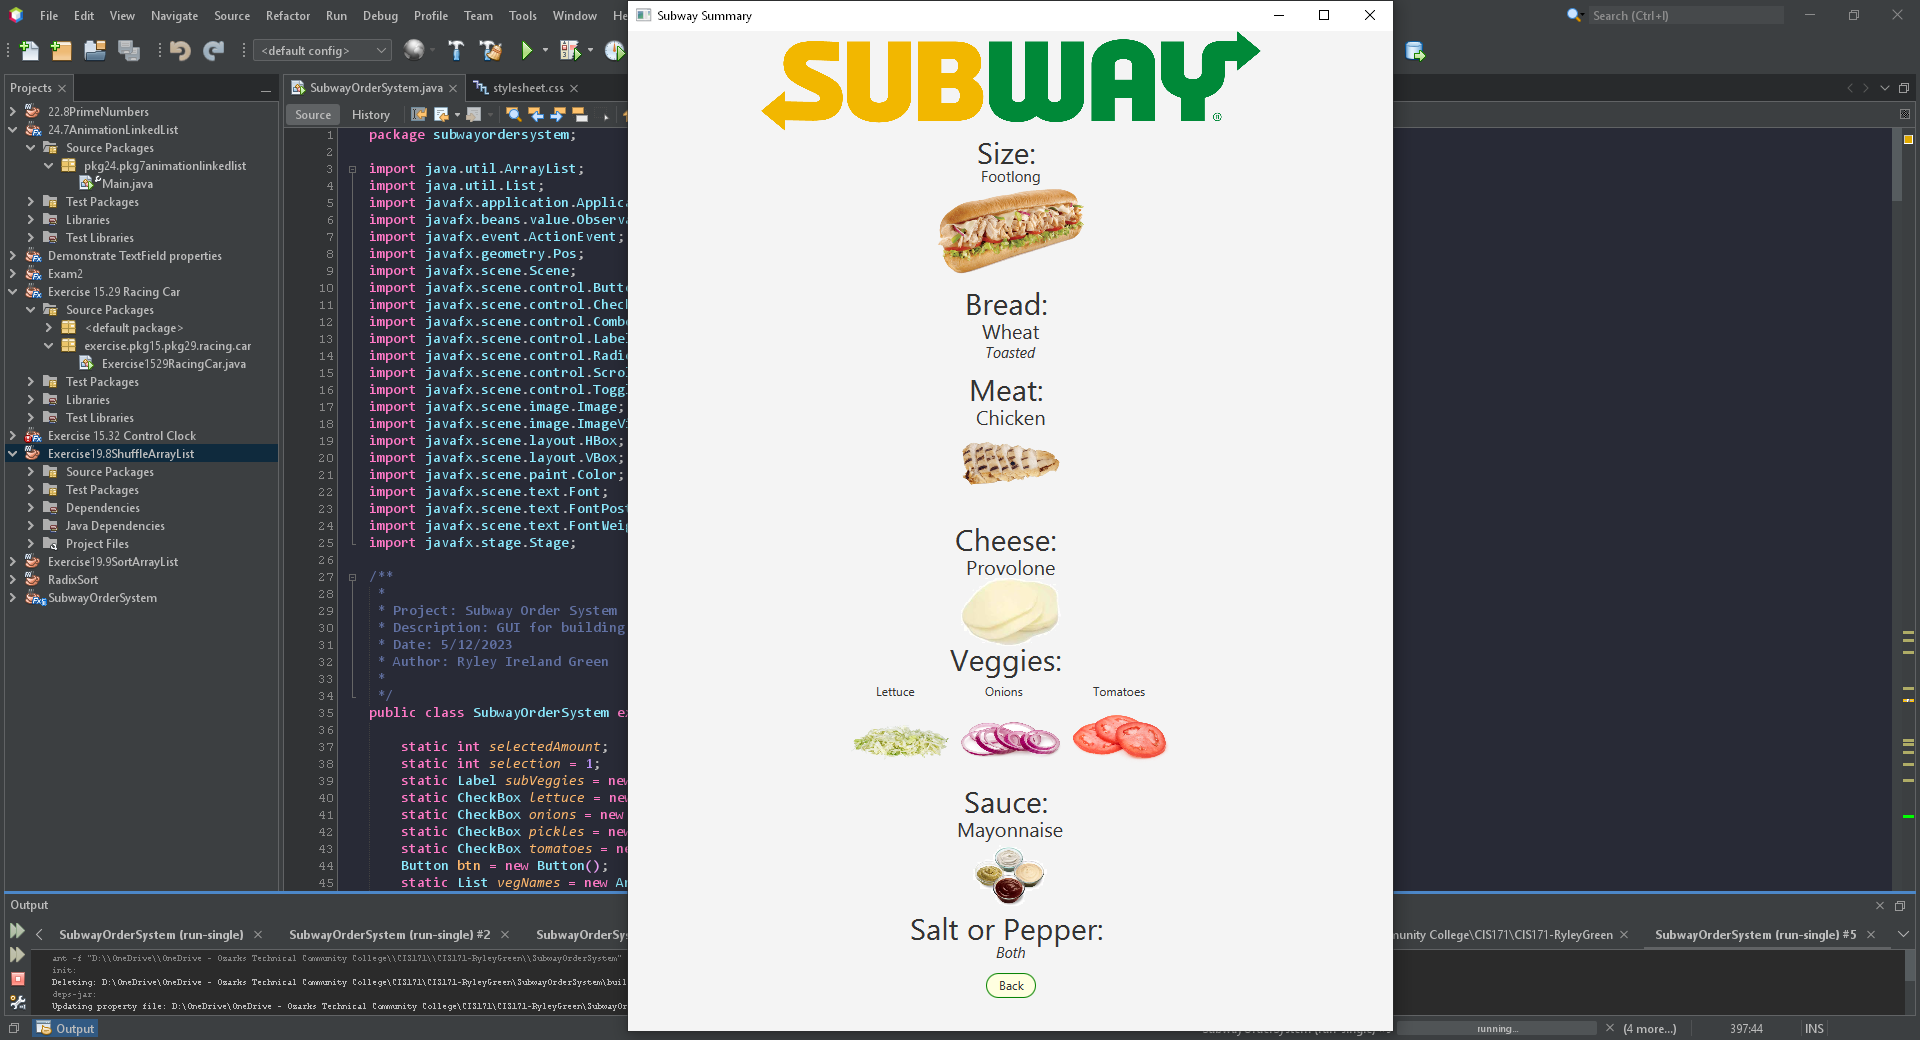 File Edit View Navigate Source Refactor Run Debug Profile Team Tools Window He
Subway Summary
Search (Ctrl+I)
<default config>
Projects
22.8PrimeNumbers
24.7AnimationLinkedList
Source Packages
pkg24.pkg7animationlinkedlist
Main.java
Test Packages
Libraries
Test Libraries
Demonstrate TextField properties
Exam2
Exercise 15.29 Racing Car
Source Packages
<default package>
exercise.pkg15.pkg29.racing.car
Exercise1529RacingCar.java
Test Packages
Libraries
Test Libraries
Exercise 15.32 Control Clock
Exercise19.8ShuffleArrayList
Source Packages
Test Packages
Dependencies
Java Dependencies
Project Files
Exercise19.9SortArrayList
RadixSort
SubwayOrderSystem
SubwayOrderSystem.java
stylesheet.css
Source History
1 package subwayordersystem;
2
3 import java.util.ArrayList;
4 import java.util.List;
5 import javafx.application.Applica
6 import javafx.beans.value.Observa
7 import javafx.event.ActionEvent;
8 import javafx.geometry.Pos;
9 import javafx.scene.Scene;
10 import javafx.scene.control.Butto
11 import javafx.scene.control.Check
12 import javafx.scene.control.Combo
13 import javafx.scene.control.Label
14 import javafx.scene.control.Radio
15 import javafx.scene.control.Scrol
16 import javafx.scene.control.Toggl
17 import javafx.scene.image.Image;
18 import javafx.scene.image.ImageVi
19 import javafx.scene.layout.HBox;
20 import javafx.scene.layout.VBox;
21 import javafx.scene.paint.Color;
22 import javafx.scene.text.Font;
23 import javafx.scene.text.FontPost
24 import javafx.scene.text.FontWeig
25 import javafx.stage.Stage;
26
27 /**
28 *
29 * Project: Subway Order System
30 * Description: GUI for building
31 * Date: 5/12/2023
32 * Author: Ryley Ireland Green
33 *
34 */
35 public class SubwayOrderSystem ex
36
37 static int selectedAmount;
38 static int selection = 1;
39 static Label subVeggies = new
40 static CheckBox lettuce = new
41 static CheckBox onions = new
42 static CheckBox pickles = new
43 static CheckBox tomatoes = ne
44 Button btn = new Button();
45 static List vegNames = new Ar
SUBWAY®
Size:
Footlong
Bread:
Wheat
Toasted
Meat:
Chicken
Cheese:
Provolone
Veggies:
Lettuce Onions Tomatoes
Sauce:
Mayonnaise
Salt or Pepper:
Both
Back
Output
SubwayOrderSystem (run-single) SubwayOrderSystem (run-single) #2 SubwayOrderSys
munity College\CIS171\CIS171-RyleyGreen SubwayOrderSystem (run-single) #5
ant -f "D:\\OneDrive\\OneDrive - Ozarks Technical Community College\\CIS171\\CIS171-RyleyGreen\\SubwayOrderSystem"
init:
Deleting: D:\OneDrive\OneDrive - Ozarks Technical Community College\CIS171\CIS171-RyleyGreen\SubwayOrderSystem\buil
deps-jar:
Updating property file: D:\OneDrive\OneDrive - Ozarks Technical Community College\CIS171\CIS171-RyleyGreen\SubwayOr
Output
running... (4 more...) 397:44 INS